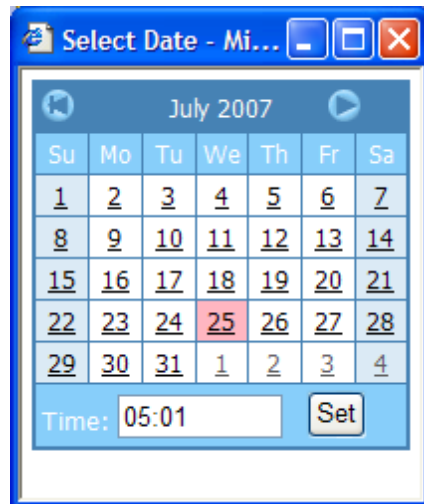 Select Date - Mi...
July 2007
Su Mo Tu We Th Fr Sa
1 2 3 4 5 6 7
8 9 10 11 12 13 14
15 16 17 18 19 20 21
22 23 24 25 26 27 28
29 30 31 1 2 3 4
Time: 05:01 Set